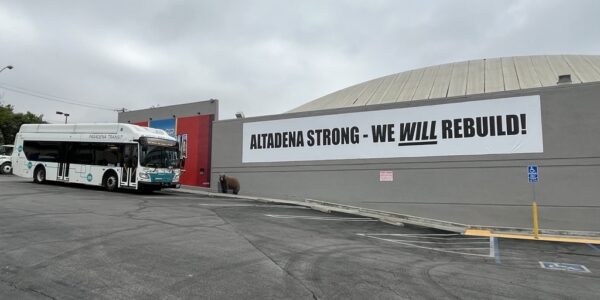 PASADENA TRANSIT
ALTADENA STRONG - WE WILL REBUILD!